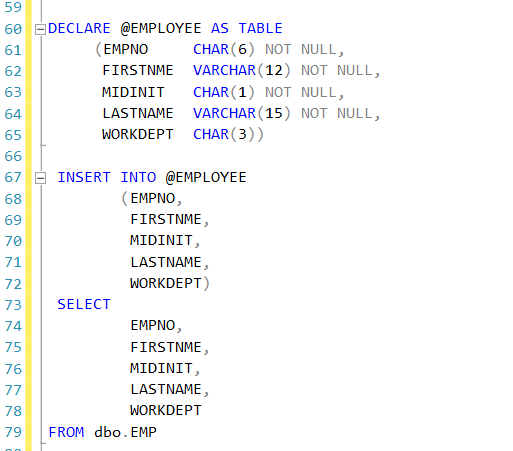 59
60 DECLARE @EMPLOYEE AS TABLE
61 (EMPNO CHAR(6) NOT NULL,
62 FIRSTNME VARCHAR(12) NOT NULL,
63 MIDINIT CHAR(1) NOT NULL,
64 LASTNAME VARCHAR(15) NOT NULL,
65 WORKDEPT CHAR(3))
66
67 INSERT INTO @EMPLOYEE
68 (EMPNO,
69 FIRSTNME,
70 MIDINIT,
71 LASTNAME,
72 WORKDEPT)
73 SELECT
74 EMPNO,
75 FIRSTNME,
76 MIDINIT,
77 LASTNAME,
78 WORKDEPT
79 FROM dbo.EMP